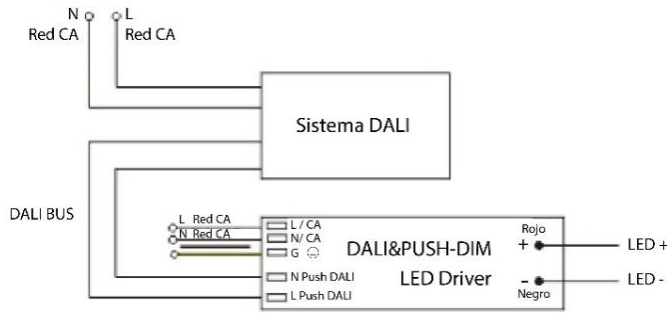 N L
Red CA Red CA
Sistema DALI
DALI BUS
L Red CA
N Red CA
L / CA
N/ CA
G
N Push DALI
L Push DALI
DALI&PUSH-DIM
LED Driver
Rojo
+
-
Negro
LED +
LED -